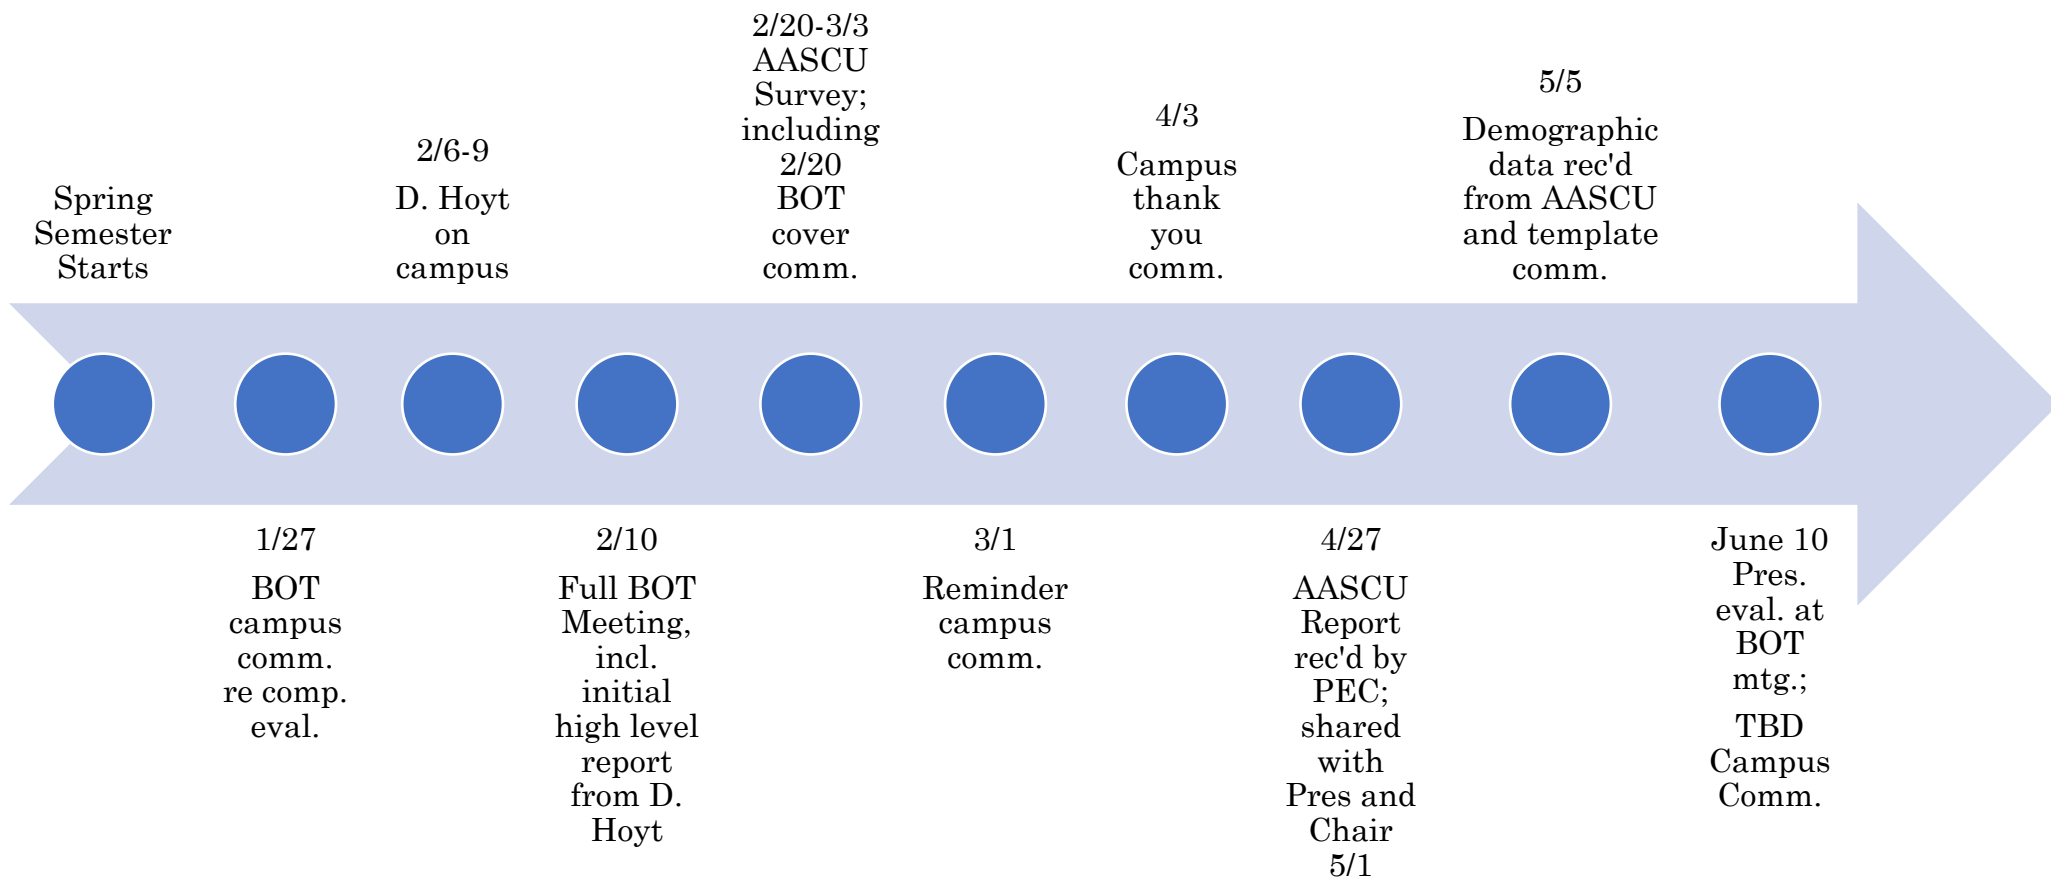 Spring
Semester
Starts
1/27
BOT
campus
comm.
re comp.
eval.
2/6-9
D. Hoyt
on
campus
2/10
Full BOT
Meeting,
incl.
initial
high level
report
from D.
Hoyt
2/20-3/3
AASCU
Survey;
including
2/20
BOT
cover
comm.
3/1
Reminder
campus
comm.
4/3
Campus
thank
you
comm.
4/27
AASCU
Report
rec'd by
PEC;
shared
with
Pres and
Chair
5/1
5/5
Demographic
data rec'd
from AASCU
and template
comm.
June 10
Pres.
eval. at
BOT
mtg.;
TBD
Campus
Comm.